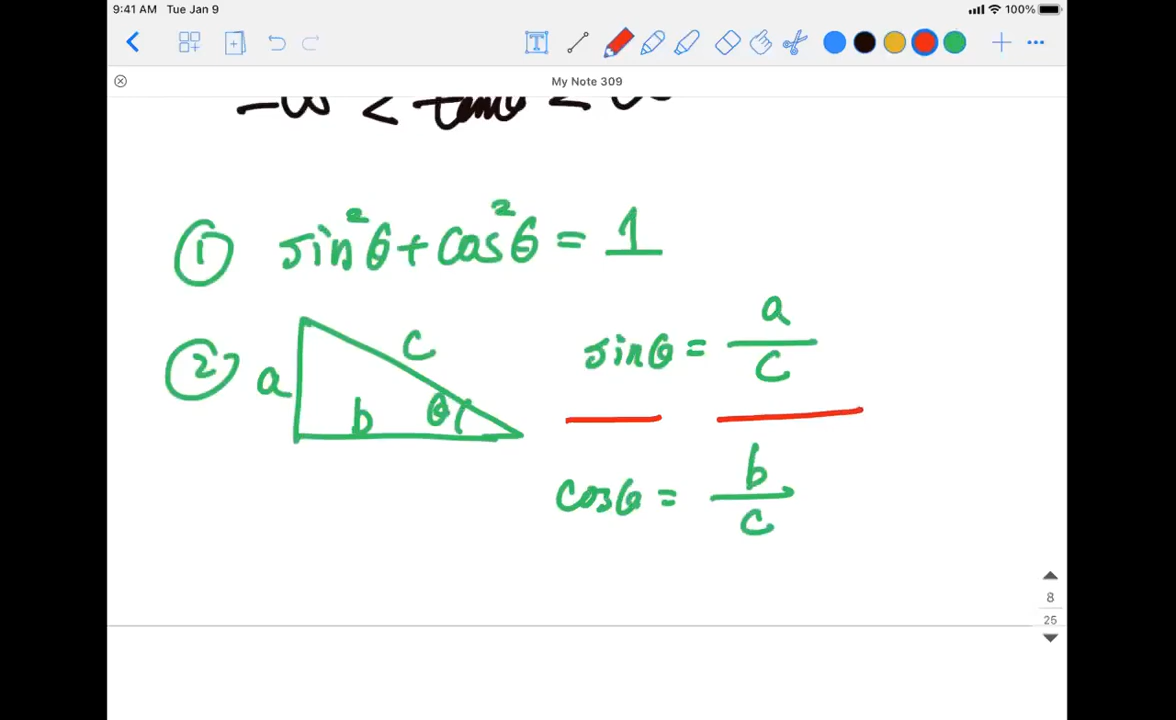 9:41 AM Tue Jan 9 100%
T
My Note 309
-∞ < tanθ < ∞
① sin²θ + cos²θ = 1
② a b c θ
sinθ = a/c
cosθ = b/c
8
25